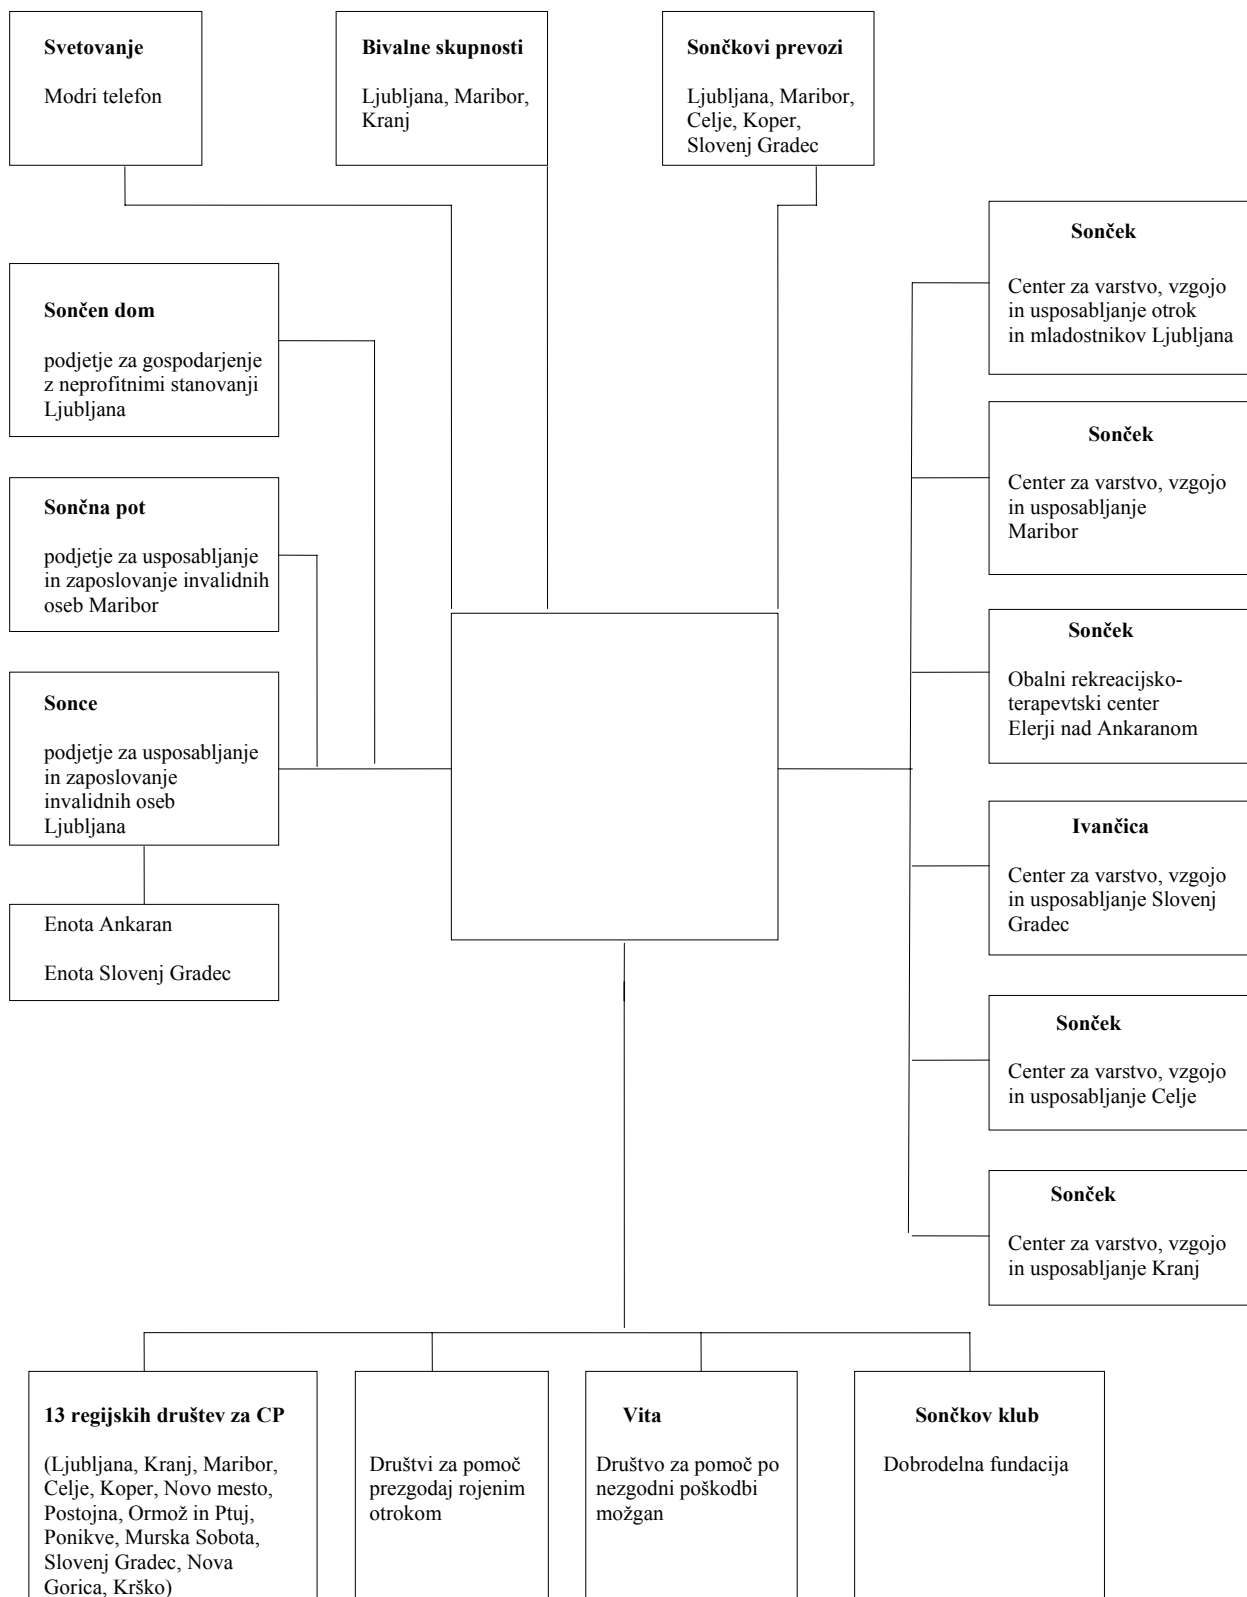 Svetovanje
Modri telefon
Bivalne skupnosti
Ljubljana, Maribor,
Kranj
Sončkovi prevozi
Ljubljana, Maribor,
Celje, Koper,
Slovenj Gradec
Sončen dom
podjetje za gospodarjenje
z neprofitnimi stanovanji
Ljubljana
Sončna pot
podjetje za usposabljanje
in zaposlovanje invalidnih
oseb Maribor
Sonce
podjetje za usposabljanje
in zaposlovanje
invalidnih oseb
Ljubljana
Enota Ankaran
Enota Slovenj Gradec
Sonček
Center za varstvo, vzgojo
in usposabljanje otrok
in mladostnikov Ljubljana
Sonček
Center za varstvo, vzgojo
in usposabljanje
Maribor
Sonček
Obalni rekreacijsko-
terapevtski center
Elerji nad Ankaranom
Ivančica
Center za varstvo, vzgojo
in usposabljanje Slovenj
Gradec
Sonček
Center za varstvo, vzgojo
in usposabljanje Celje
Sonček
Center za varstvo, vzgojo
in usposabljanje Kranj
13 regijskih društev za CP
(Ljubljana, Kranj, Maribor,
Celje, Koper, Novo mesto,
Postojna, Ormož in Ptuj,
Ponikve, Murska Sobota,
Slovenj Gradec, Nova
Gorica, Krško)
Društvi za pomoč
prezgodaj rojenim
otrokom
Vita
Društvo za pomoč po
nezgodni poškodbi
možgan
Sončkov klub
Dobrodelna fundacija